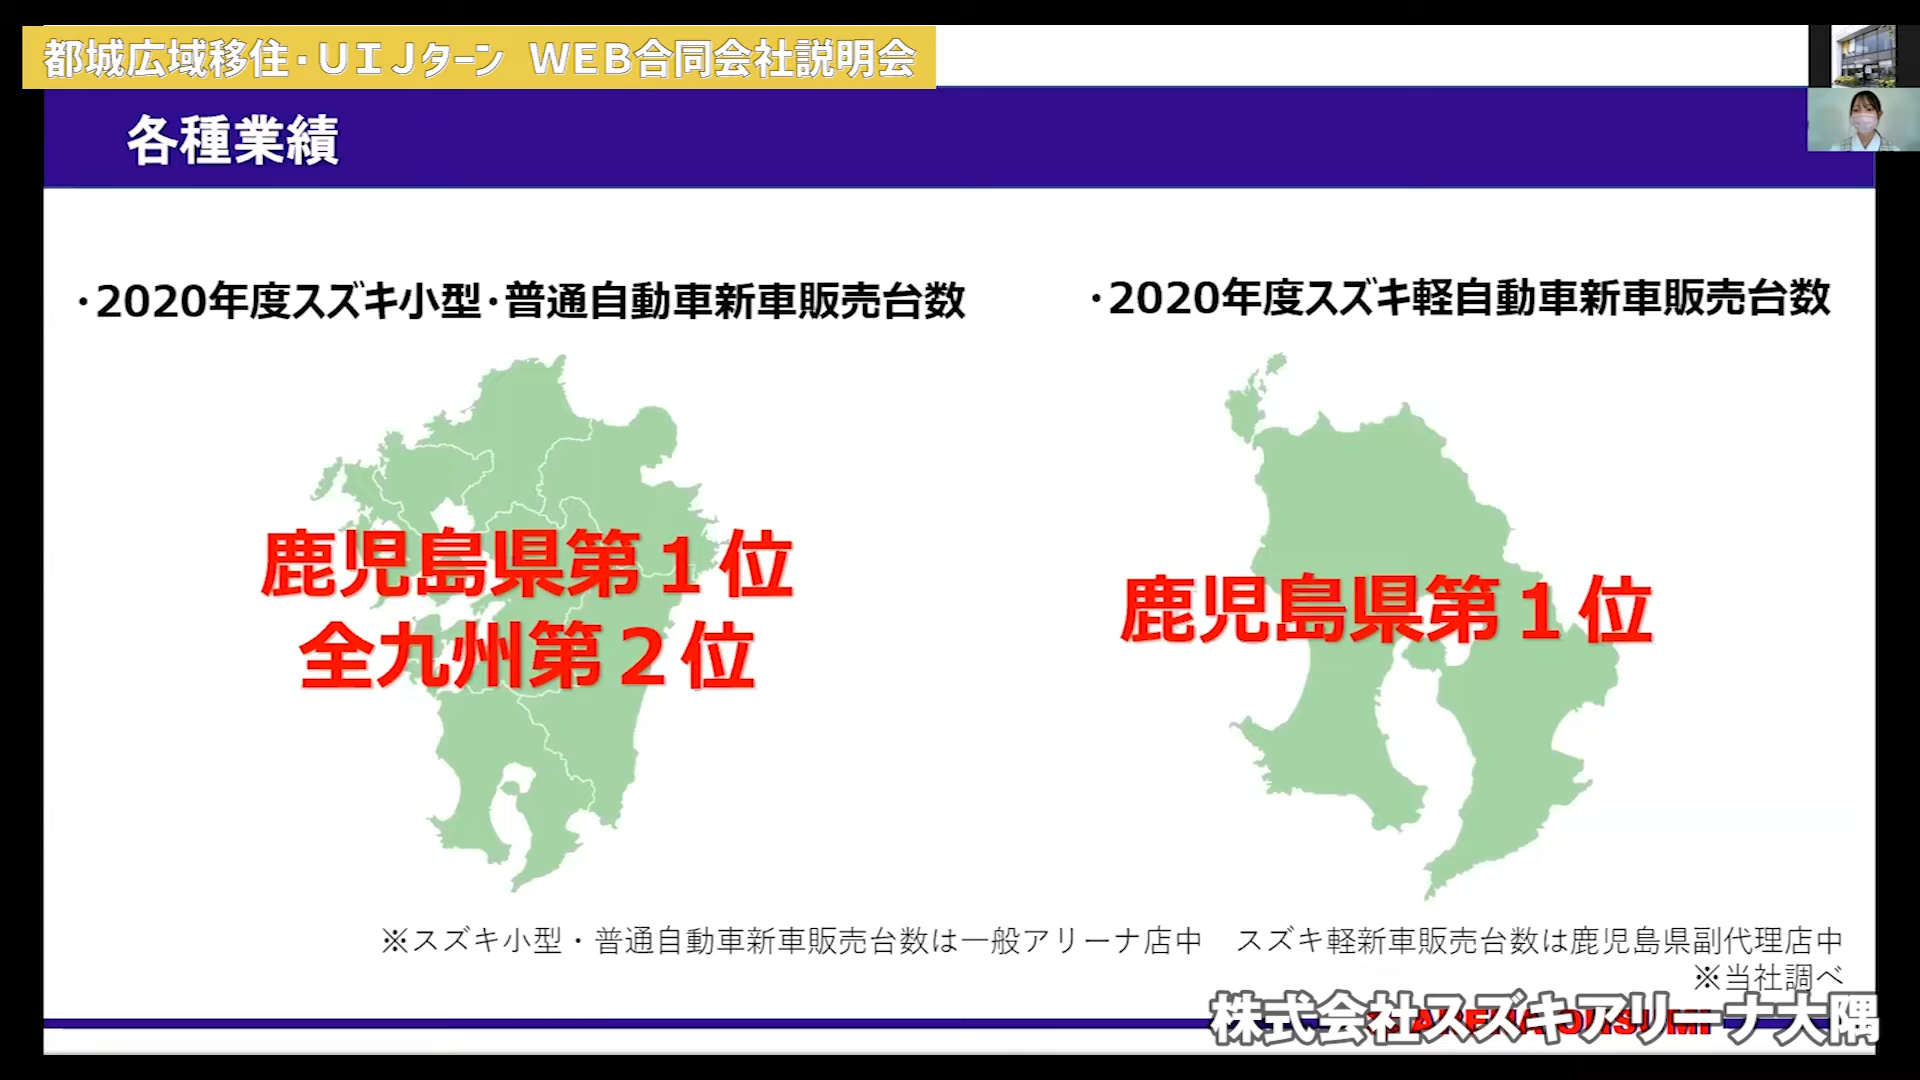 都城広域移住・ＵＩＪターン　ＷＥＢ合同会社説明会
各種業績
・2020年度スズキ小型・普通自動車新車販売台数
・2020年度スズキ軽自動車新車販売台数
鹿児島県第１位
全九州第２位
鹿児島県第１位
※スズキ小型・普通自動車新車販売台数は一般アリーナ店中　スズキ軽新車販売台数は鹿児島県副代理店中
※当社調べ
株式会社スズキアリーナ大隅